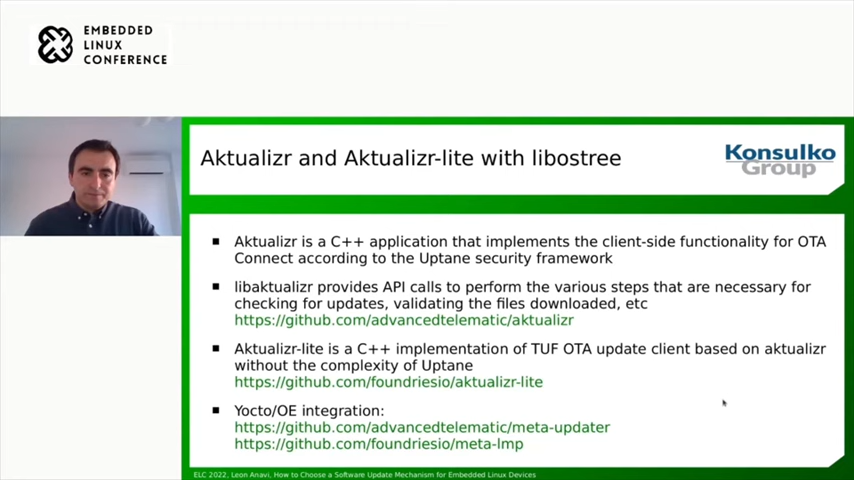 EMBEDDED
LINUX
CONFERENCE
Aktualizr and Aktualizr-lite with libostree
Konsulko
Group
▪ Aktualizr is a C++ application that implements the client-side functionality for OTA
Connect according to the Uptane security framework
▪ libaktualizr provides API calls to perform the various steps that are necessary for
checking for updates, validating the files downloaded, etc
https://github.com/advancedtelematic/aktualizr
▪ Aktualizr-lite is a C++ implementation of TUF OTA update client based on aktualizr
without the complexity of Uptane
https://github.com/foundriesio/aktualizr-lite
▪ Yocto/OE integration:
https://github.com/advancedtelematic/meta-updater
https://github.com/foundriesio/meta-lmp
ELC 2022, Leon Anavi, How to Choose a Software Update Mechanism for Embedded Linux Devices